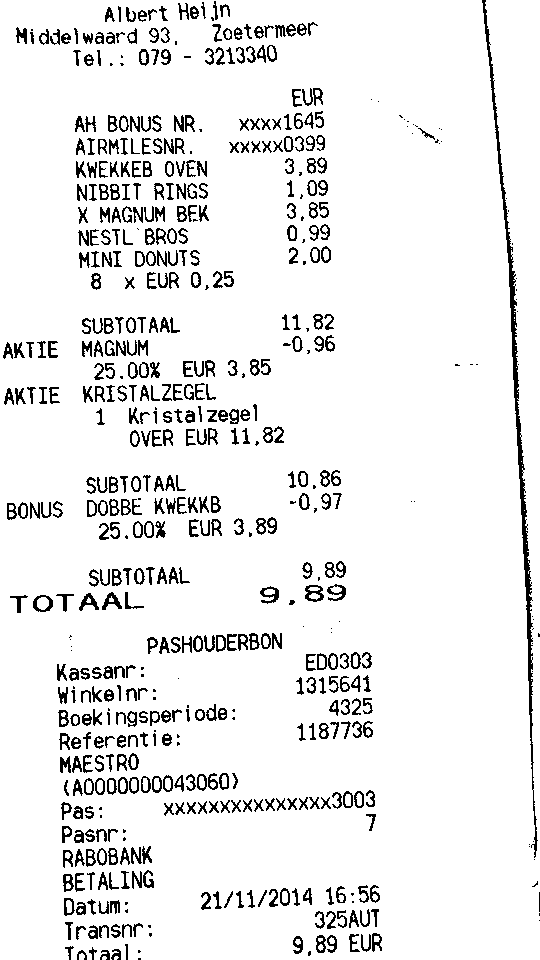 Albert Heijn
Middelwaard 93, Zoetermeer
Tel.: 079 - 3213340
EUR
AH BONUS NR. xxxx1645
AIRMILESNR. xxxxx0399
KWEKKEB OVEN 3,89
NIBBIT RINGS 1,09
X MAGNUM BEK 3,85
NESTL BROS 0,99
MINI DONUTS 2,00
8 x EUR 0,25
SUBTOTAAL 11,82
AKTIE MAGNUM -0,96
25.00% EUR 3,85
AKTIE KRISTALZEGEL
1 Kristalzegel
OVER EUR 11,82
SUBTOTAAL 10,86
BONUS DOBBE KWEKKB -0,97
25.00% EUR 3,89
SUBTOTAAL 9,89
TOTAAL 9,89
PASHOUDERBON
Kassanr: ED0303
Winkelnr: 1315641
Boekingsperiode: 4325
Referentie: 1187736
MAESTRO
(A0000000043060)
Pas: xxxxxxxxxxxxxxx3003
Pasnr: 7
RABOBANK
BETALING
Datum: 21/11/2014 16:56
Transnr: 325AUT
Totaal: 9,89 EUR